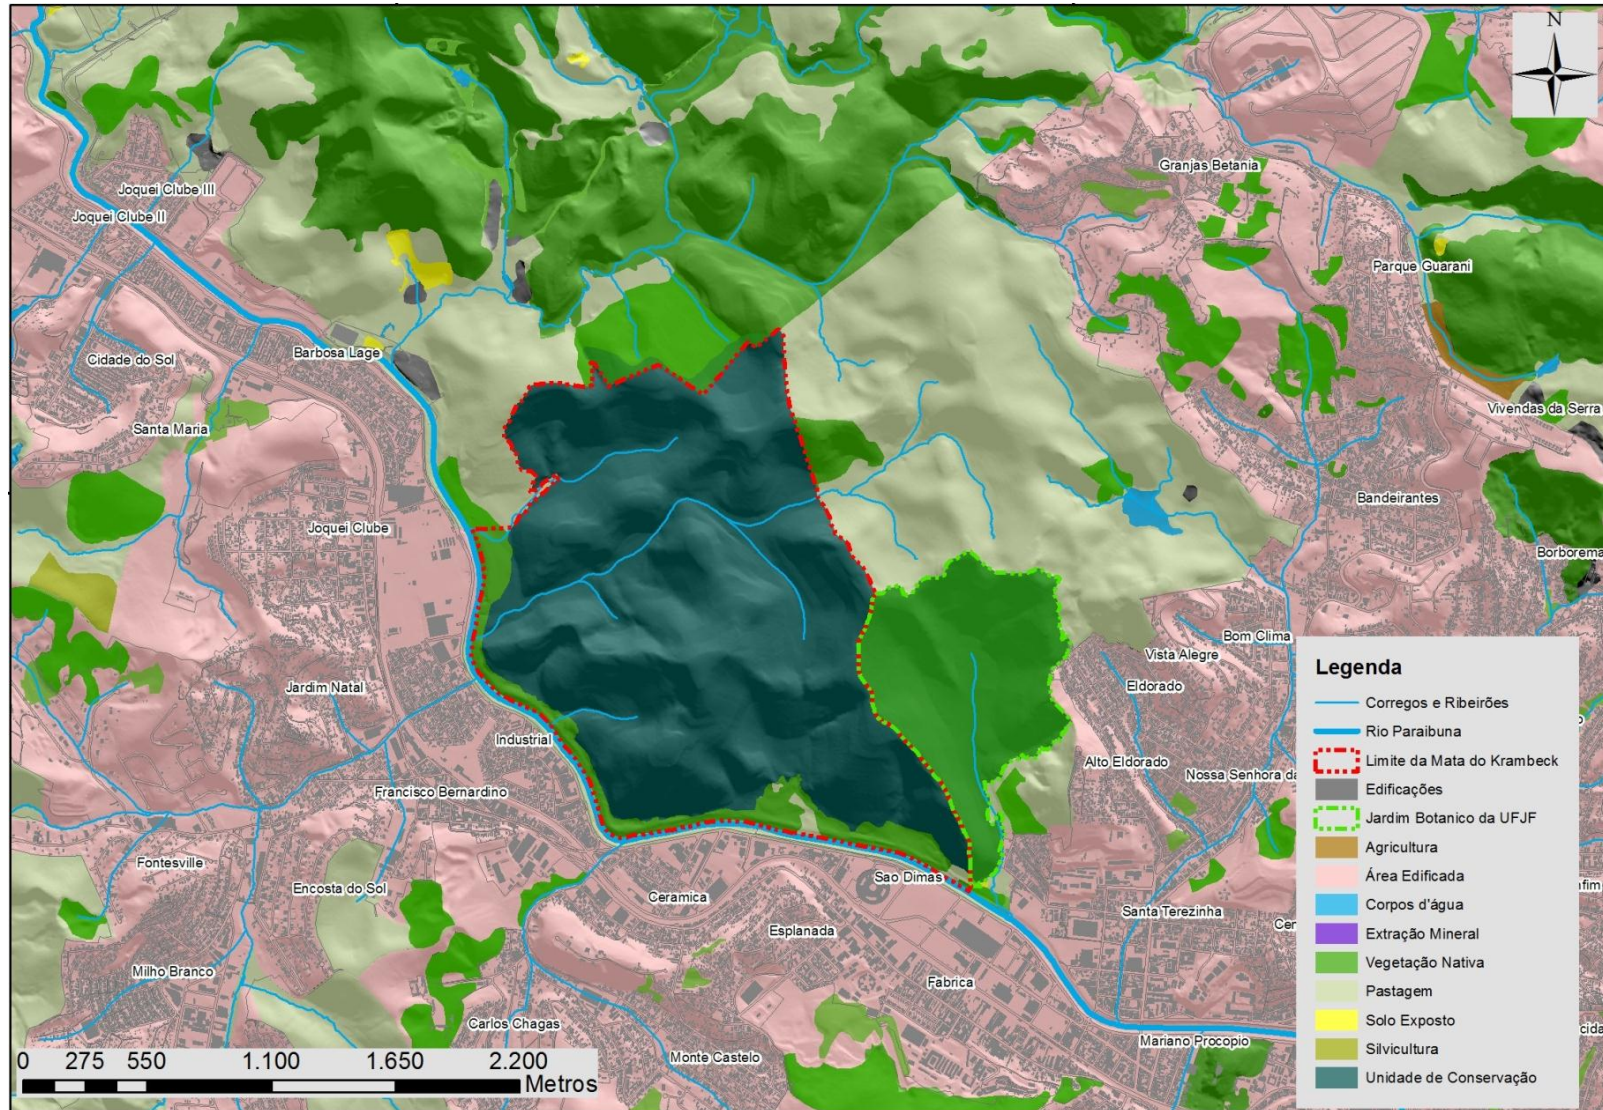 N
Granjas Betania
Joquei Clube III
Joquei Clube II
Parque Guarani
Barbosa Lage
Cidade do Sol
Vivendas da Serra
Santa Maria
Bandeirantes
Joquei Clube
Borborema
Bom Clima
Vista Alegre
Jardim Natal
Eldorado
Industrial
Alto Eldorado
Nossa Senhora da
Francisco Bernardino
Fontesville
Sao Dimas
Encosta do Sol
Ceramica
Santa Terezinha
Cen
nfim
Esplanada
Milho Branco
Fabrica
Carlos Chagas
Mariano Procopio
cida
Monte Castelo
Legenda
Corregos e Ribeirões
Rio Paraibuna
Limite da Mata do Krambeck
Edificações
Jardim Botanico da UFJF
Agricultura
Área Edificada
Corpos d'água
Extração Mineral
Vegetação Nativa
Pastagem
Solo Exposto
Silvicultura
Unidade de Conservação
0 275 550 1.100 1.650 2.200
Metros